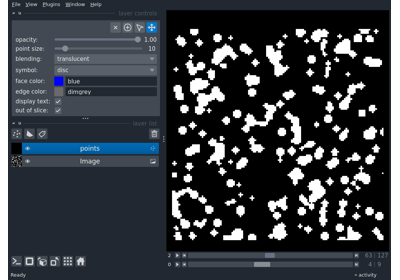 File View Plugins Window Help
layer controls
opacity: 1.00
point size: 10
blending: translucent
symbol: disc
face color: blue
edge color: dimgrey
display text:
out of slice:
layer list
points
Image
2 63 127
0 4 9
Ready activity